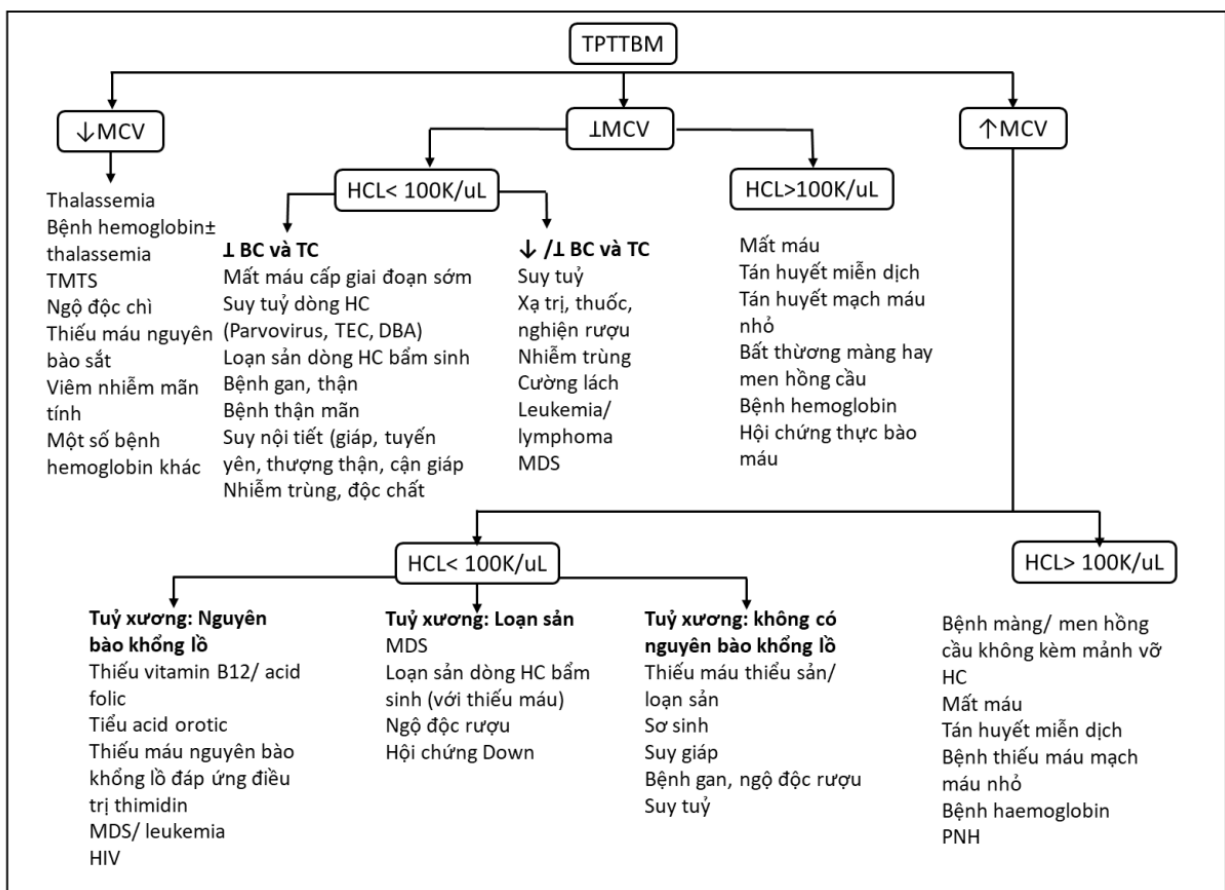 TPTTBM
↓MCV
⊥MCV
↑MCV
HCL< 100K/uL
HCL>100K/uL
Thalassemia
Bệnh hemoglobin±
thalassemia
TMTS
Ngộ độc chì
Thiếu máu nguyên
bào sắt
Viêm nhiễm mãn
tính
Một số bệnh
hemoglobin khác
⊥ BC và TC
Mất máu cấp giai đoạn sớm
Suy tuỷ dòng HC
(Parvovirus, TEC, DBA)
Loạn sản dòng HC bẩm sinh
Bệnh gan, thận
Bệnh thận mãn
Suy nội tiết (giáp, tuyến
yên, thượng thận, cận giáp
Nhiễm trùng, độc chất
↓ /⊥ BC và TC
Suy tuỷ
Xạ trị, thuốc,
nghiện rượu
Nhiễm trùng
Cường lách
Leukemia/
lymphoma
MDS
Mất máu
Tán huyết miễn dịch
Tán huyết mạch máu
nhỏ
Bất thương màng hay
men hồng cầu
Bệnh hemoglobin
Hội chứng thực bào
máu
HCL< 100K/uL
HCL> 100K/uL
Tuỷ xương: Nguyên
bào khổng lồ
Thiếu vitamin B12/ acid
folic
Tiểu acid orotic
Thiếu máu nguyên bào
khổng lồ đáp ứng điều
trị thimidin
MDS/ leukemia
HIV
Tuỷ xương: Loạn sản
MDS
Loạn sản dòng HC bẩm
sinh (với thiếu máu)
Ngộ độc rượu
Hội chứng Down
Tuỷ xương: không có
nguyên bào khổng lồ
Thiếu máu thiểu sản/
loạn sản
Sơ sinh
Suy giáp
Bệnh gan, ngộ độc rượu
Suy tuỷ
Bệnh màng/ men hồng
cầu không kèm mảnh vỡ
HC
Mất máu
Tán huyết miễn dịch
Bệnh thiếu máu mạch
máu nhỏ
Bệnh haemoglobin
PNH